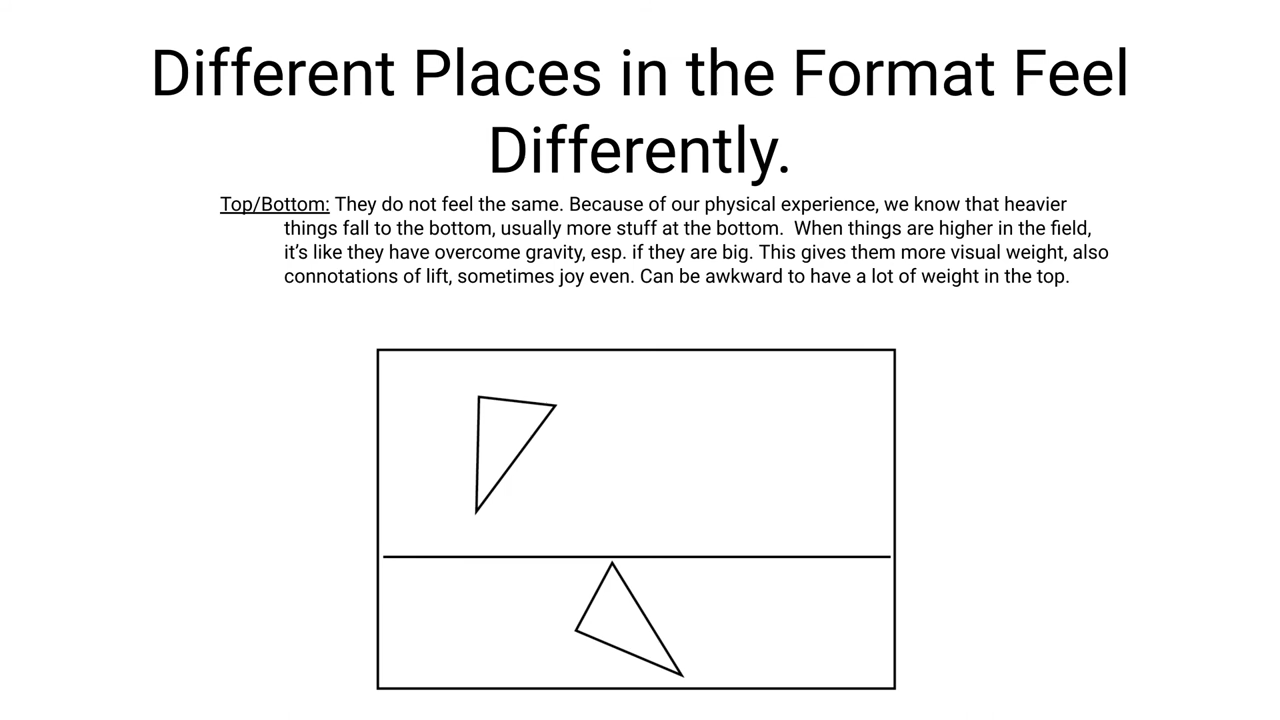 Different Places in the Format Feel
Differently.
Top/Bottom: They do not feel the same. Because of our physical experience, we know that heavier
things fall to the bottom, usually more stuff at the bottom.  When things are higher in the field,
it’s like they have overcome gravity, esp. if they are big. This gives them more visual weight, also
connotations of lift, sometimes joy even. Can be awkward to have a lot of weight in the top.